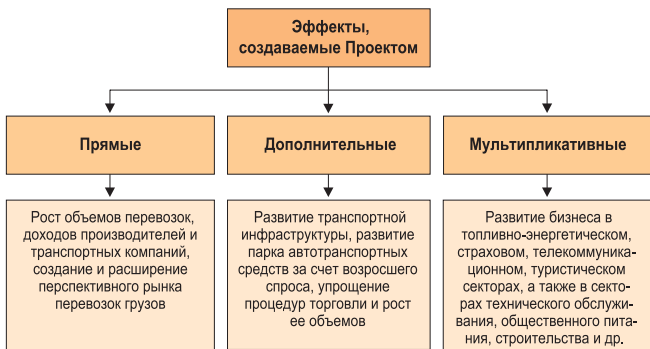 Эффекты,
создаваемые Проектом
Прямые
Дополнительные
Мультипликативные
Рост объемов перевозок,
доходов производителей и
транспортных компаний,
создание и расширение
перспективного рынка
перевозок грузов
Развитие транспортной
инфраструктуры, развитие
парка автотранспортных
средств за счет возросшего
спроса, упрощение
процедур торговли и рост
ее объемов
Развитие бизнеса в
топливно-энергетическом,
страховом, телекоммуника-
ционном, туристическом
секторах, а также в секто-
рах технического обслужи-
вания, общественного пита-
ния, строительства и др.